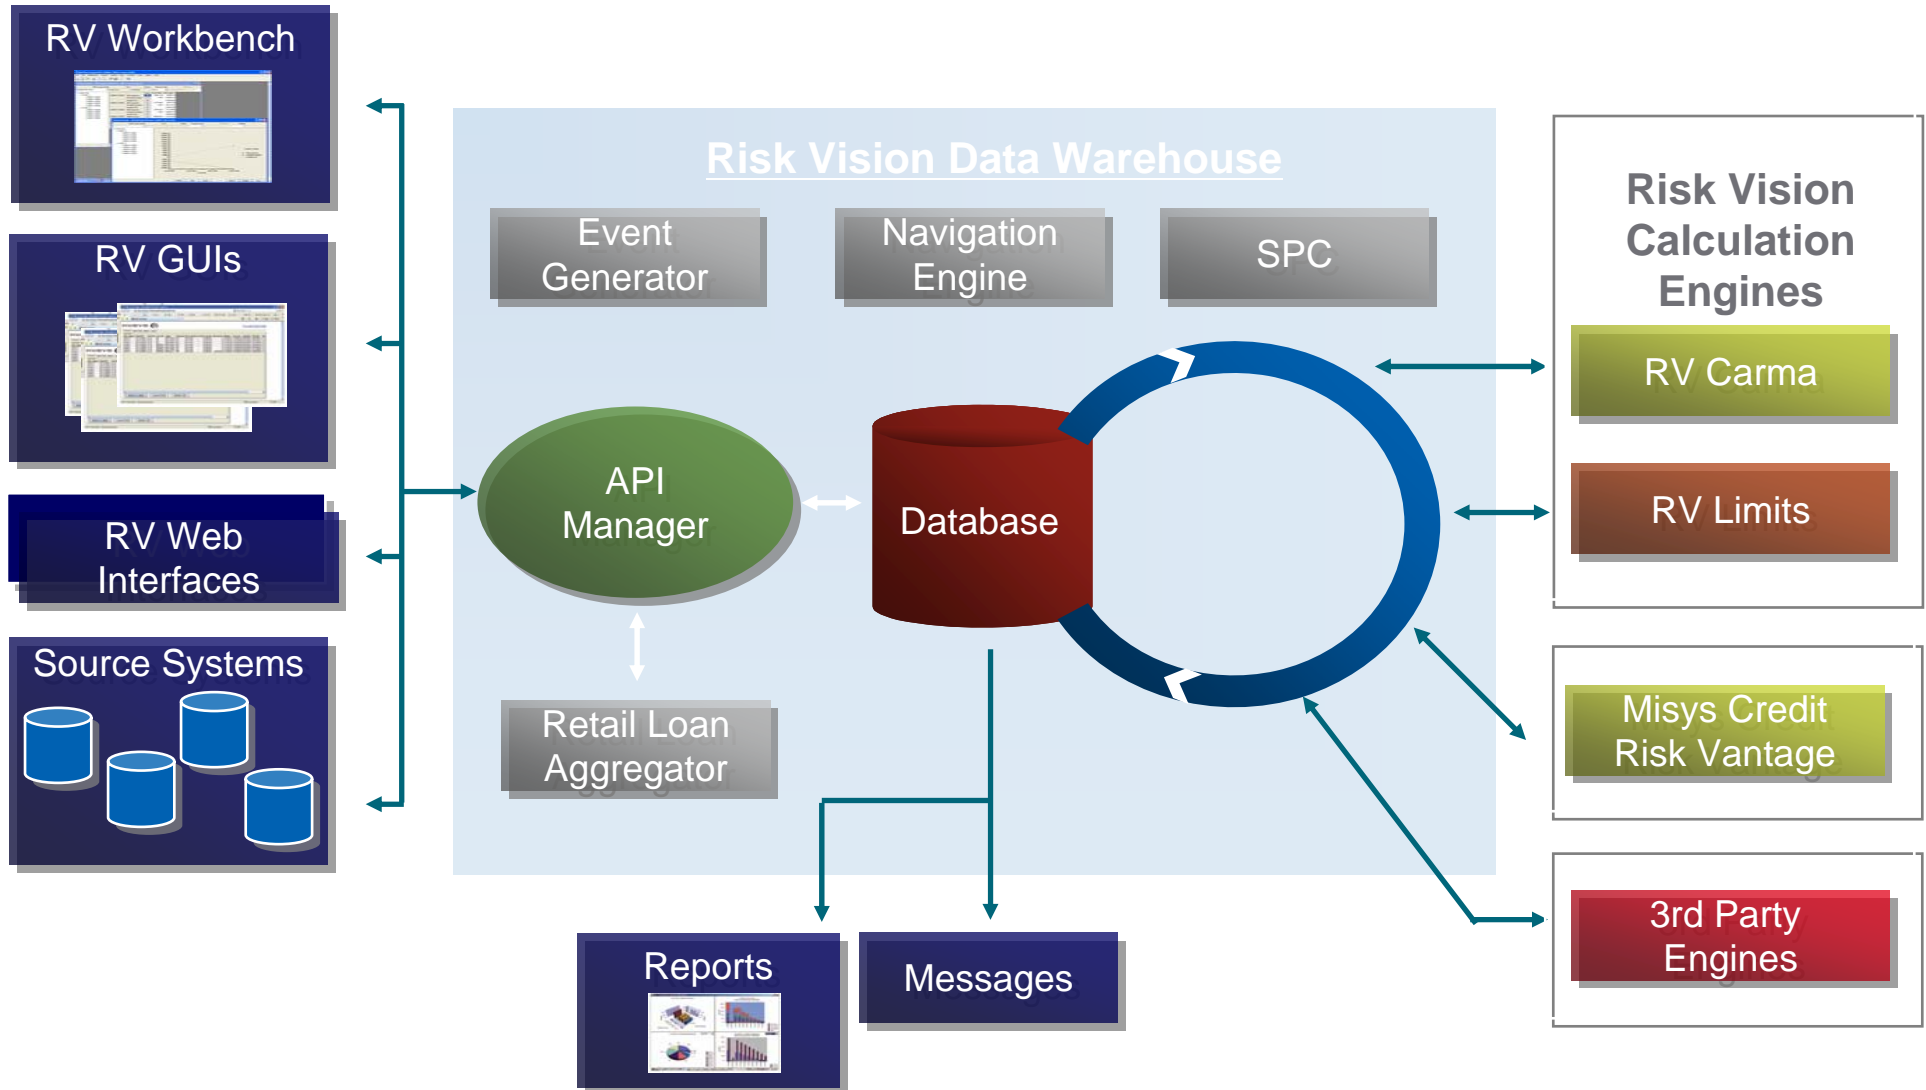 RV Workbench
RV GUIs
RV Web
Interfaces
Source Systems
Risk Vision Data Warehouse
Event
Generator
Navigation
Engine
SPC
API
Manager
Database
Retail Loan
Aggregator
Reports
Messages
Risk Vision
Calculation
Engines
RV Carma
RV Limits
Misys Credit
Risk Vantage
3rd Party
Engines